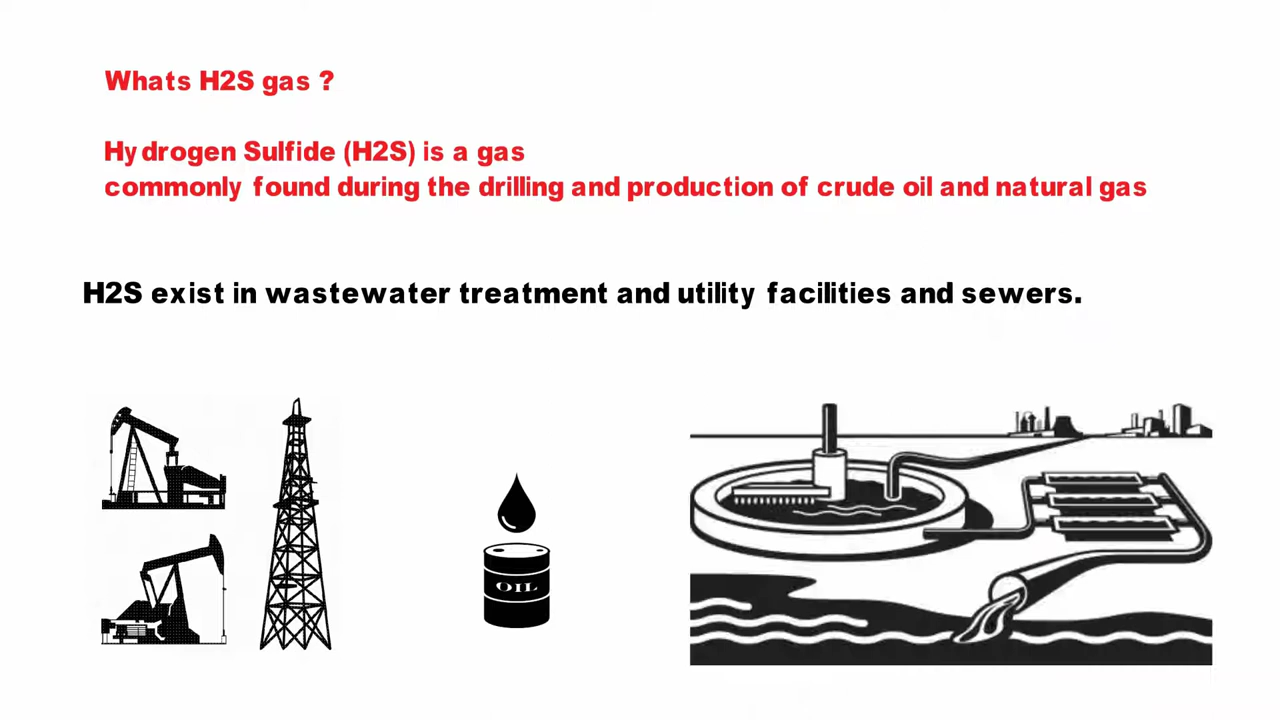 Whats H2S gas ?
Hydrogen Sulfide (H2S) is a gas
commonly found during the drilling and production of crude oil and natural gas
H2S exist in wastewater treatment and utility facilities and sewers.
OIL